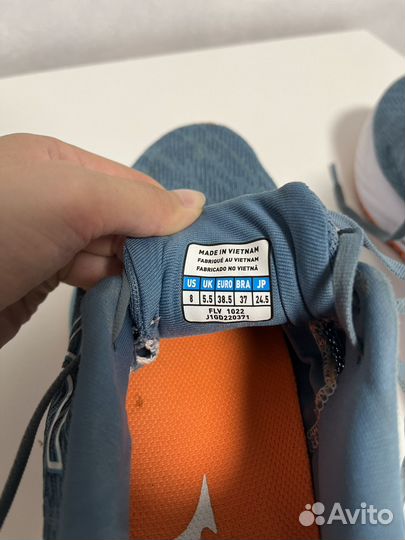 MADE IN VIETNAM
FABRIQUÉ AU VIETNAM
FABRICADO NO VIETNÃ
US UK EURO BRA JP
8 5.5 38.5 37 24.5
FLV 1022
J1GD220371
Avito